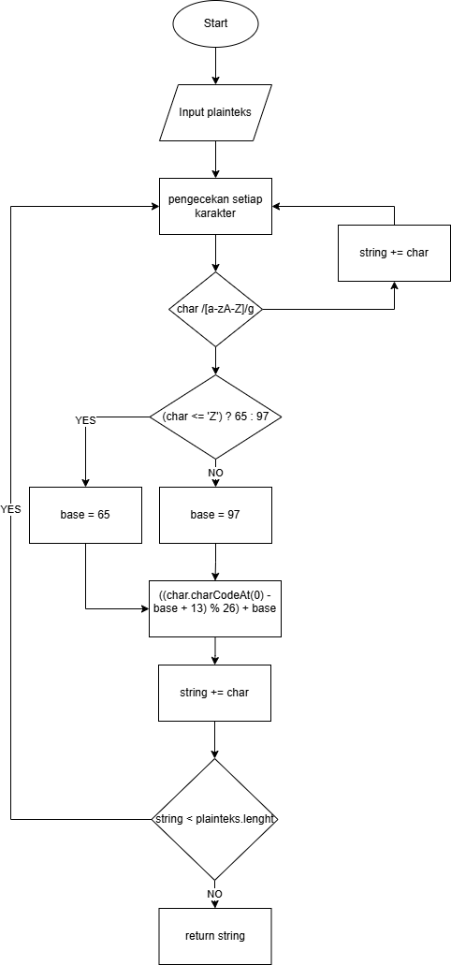 Start
Input plainteks
pengecekan setiap
karakter
string += char
char /[a-zA-Z]/g
(char <= 'Z') ? 65 : 97
YES
NO
base = 65
base = 97
YES
((char.charCodeAt(0) -
base + 13) % 26) + base
string += char
string < plainteks.lenght
NO
return string